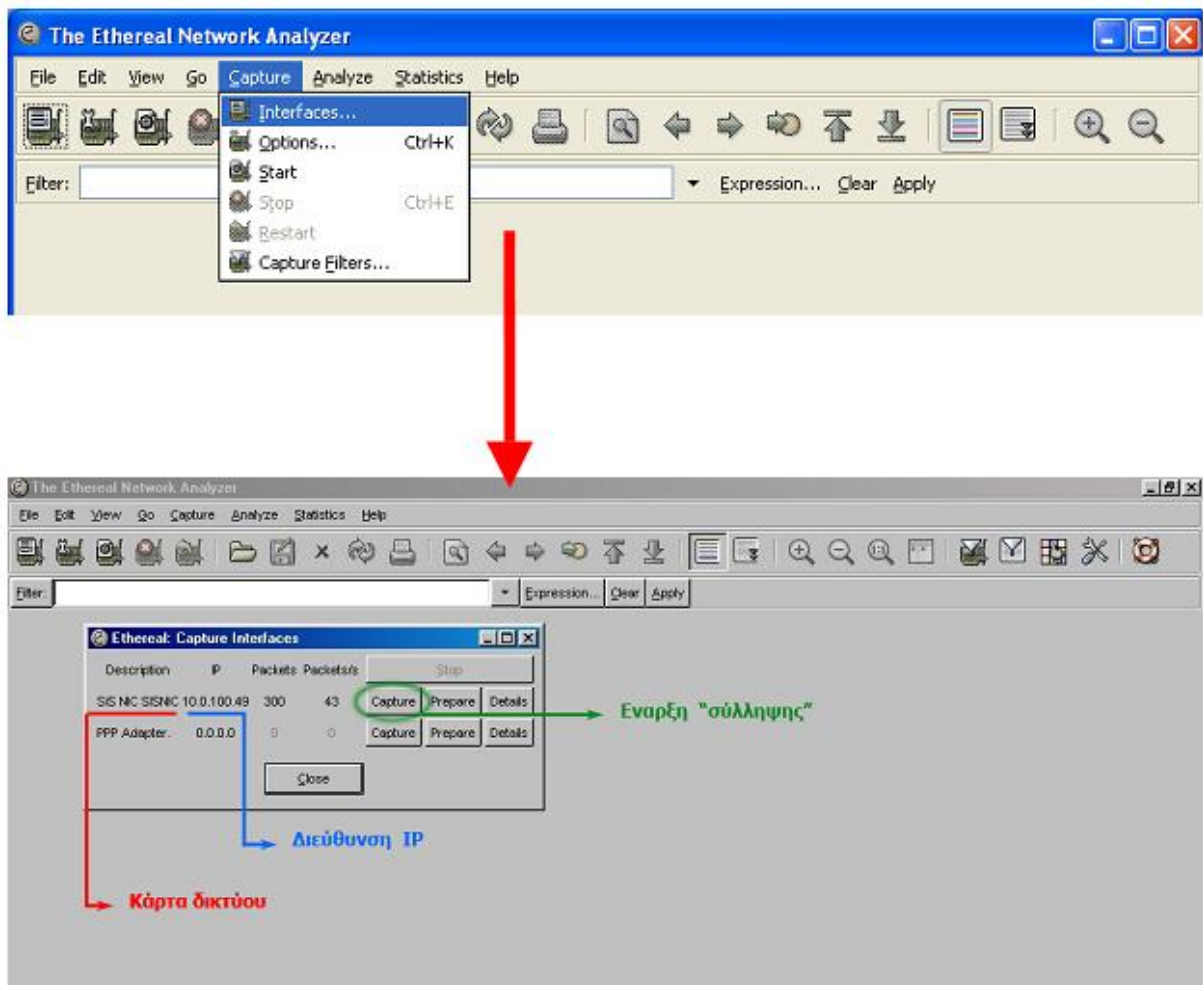 The Ethereal Network Analyzer
File Edit View Go Capture Analyze Statistics Help
Interfaces...
Options... Ctrl+K
Start
Stop Ctrl+E
Restart
Capture Filters...
Filter: Expression... Clear Apply
The Ethereal Network Analyzer
File Edit View Go Capture Analyze Statistics Help
Filter: Expression... Clear Apply
Ethereal: Capture Interfaces
Description IP Packets Packets/s Stop
SiS NIC SISNIC 10.0.100.49 300 43 Capture Prepare Details
PPP Adapter. 0.0.0.0 0 0 Capture Prepare Details
Close
Εναρξη "σύλληψης"
Διεύθυνση IP
Κάρτα δικτύου